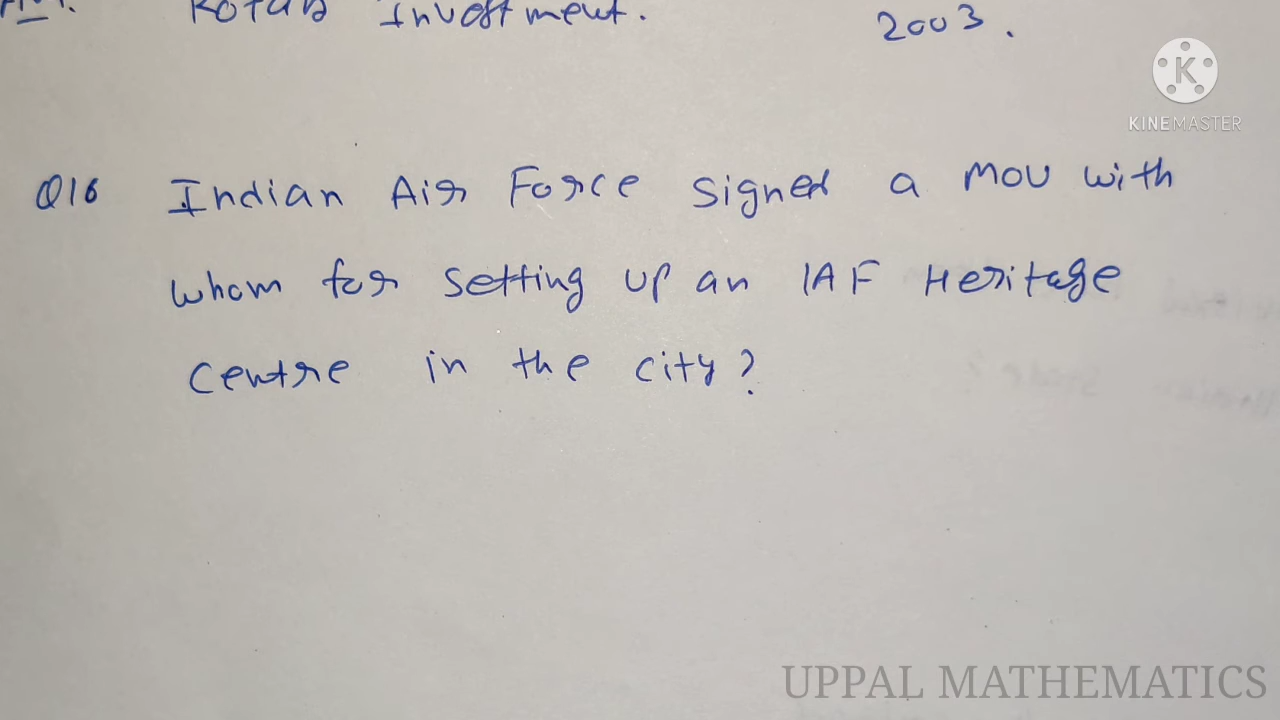 Kotak Investment. 2003.
KINEMASTER
Q16 Indian Air Force signed a MOU with
whom for setting up an IAF Heritage
Centre in the city?
UPPAL MATHEMATICS